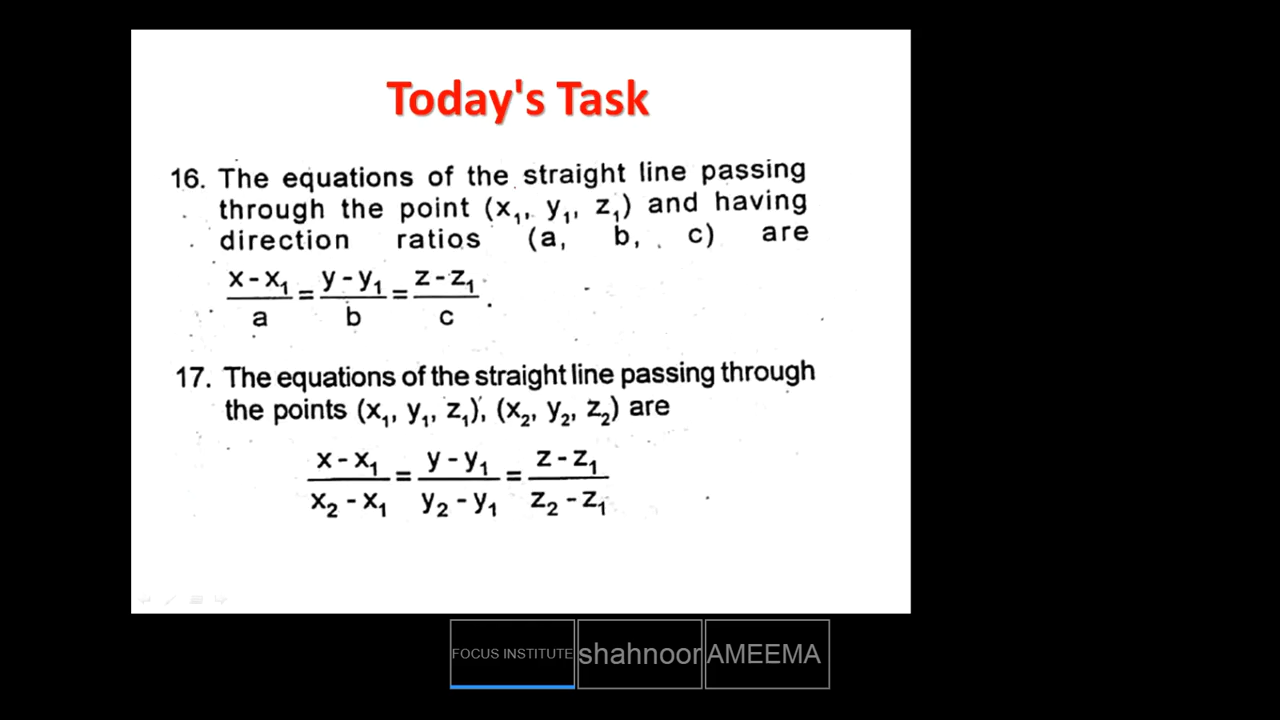 Today's Task
16. The equations of the straight line passing
through the point (x₁, y₁, z₁) and having
direction ratios (a, b, c) are
x - x₁ / a = y - y₁ / b = z - z₁ / c .
17. The equations of the straight line passing through
the points (x₁, y₁, z₁), (x₂, y₂, z₂) are
x - x₁ / x₂ - x₁ = y - y₁ / y₂ - y₁ = z - z₁ / z₂ - z₁
FOCUS INSTITUTE shahnoor AMEEMA